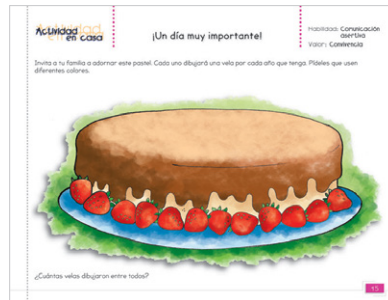 Actividad
en casa
¡Un día muy importante!
Habilidad: Comunicación
asertiva
Valor: Convivencia
Invita a tu familia a adornar este pastel. Cada uno dibujará una vela por cada año que tenga. Pídeles que usen
diferentes colores.
¿Cuántas velas dibujaron entre todos?
15